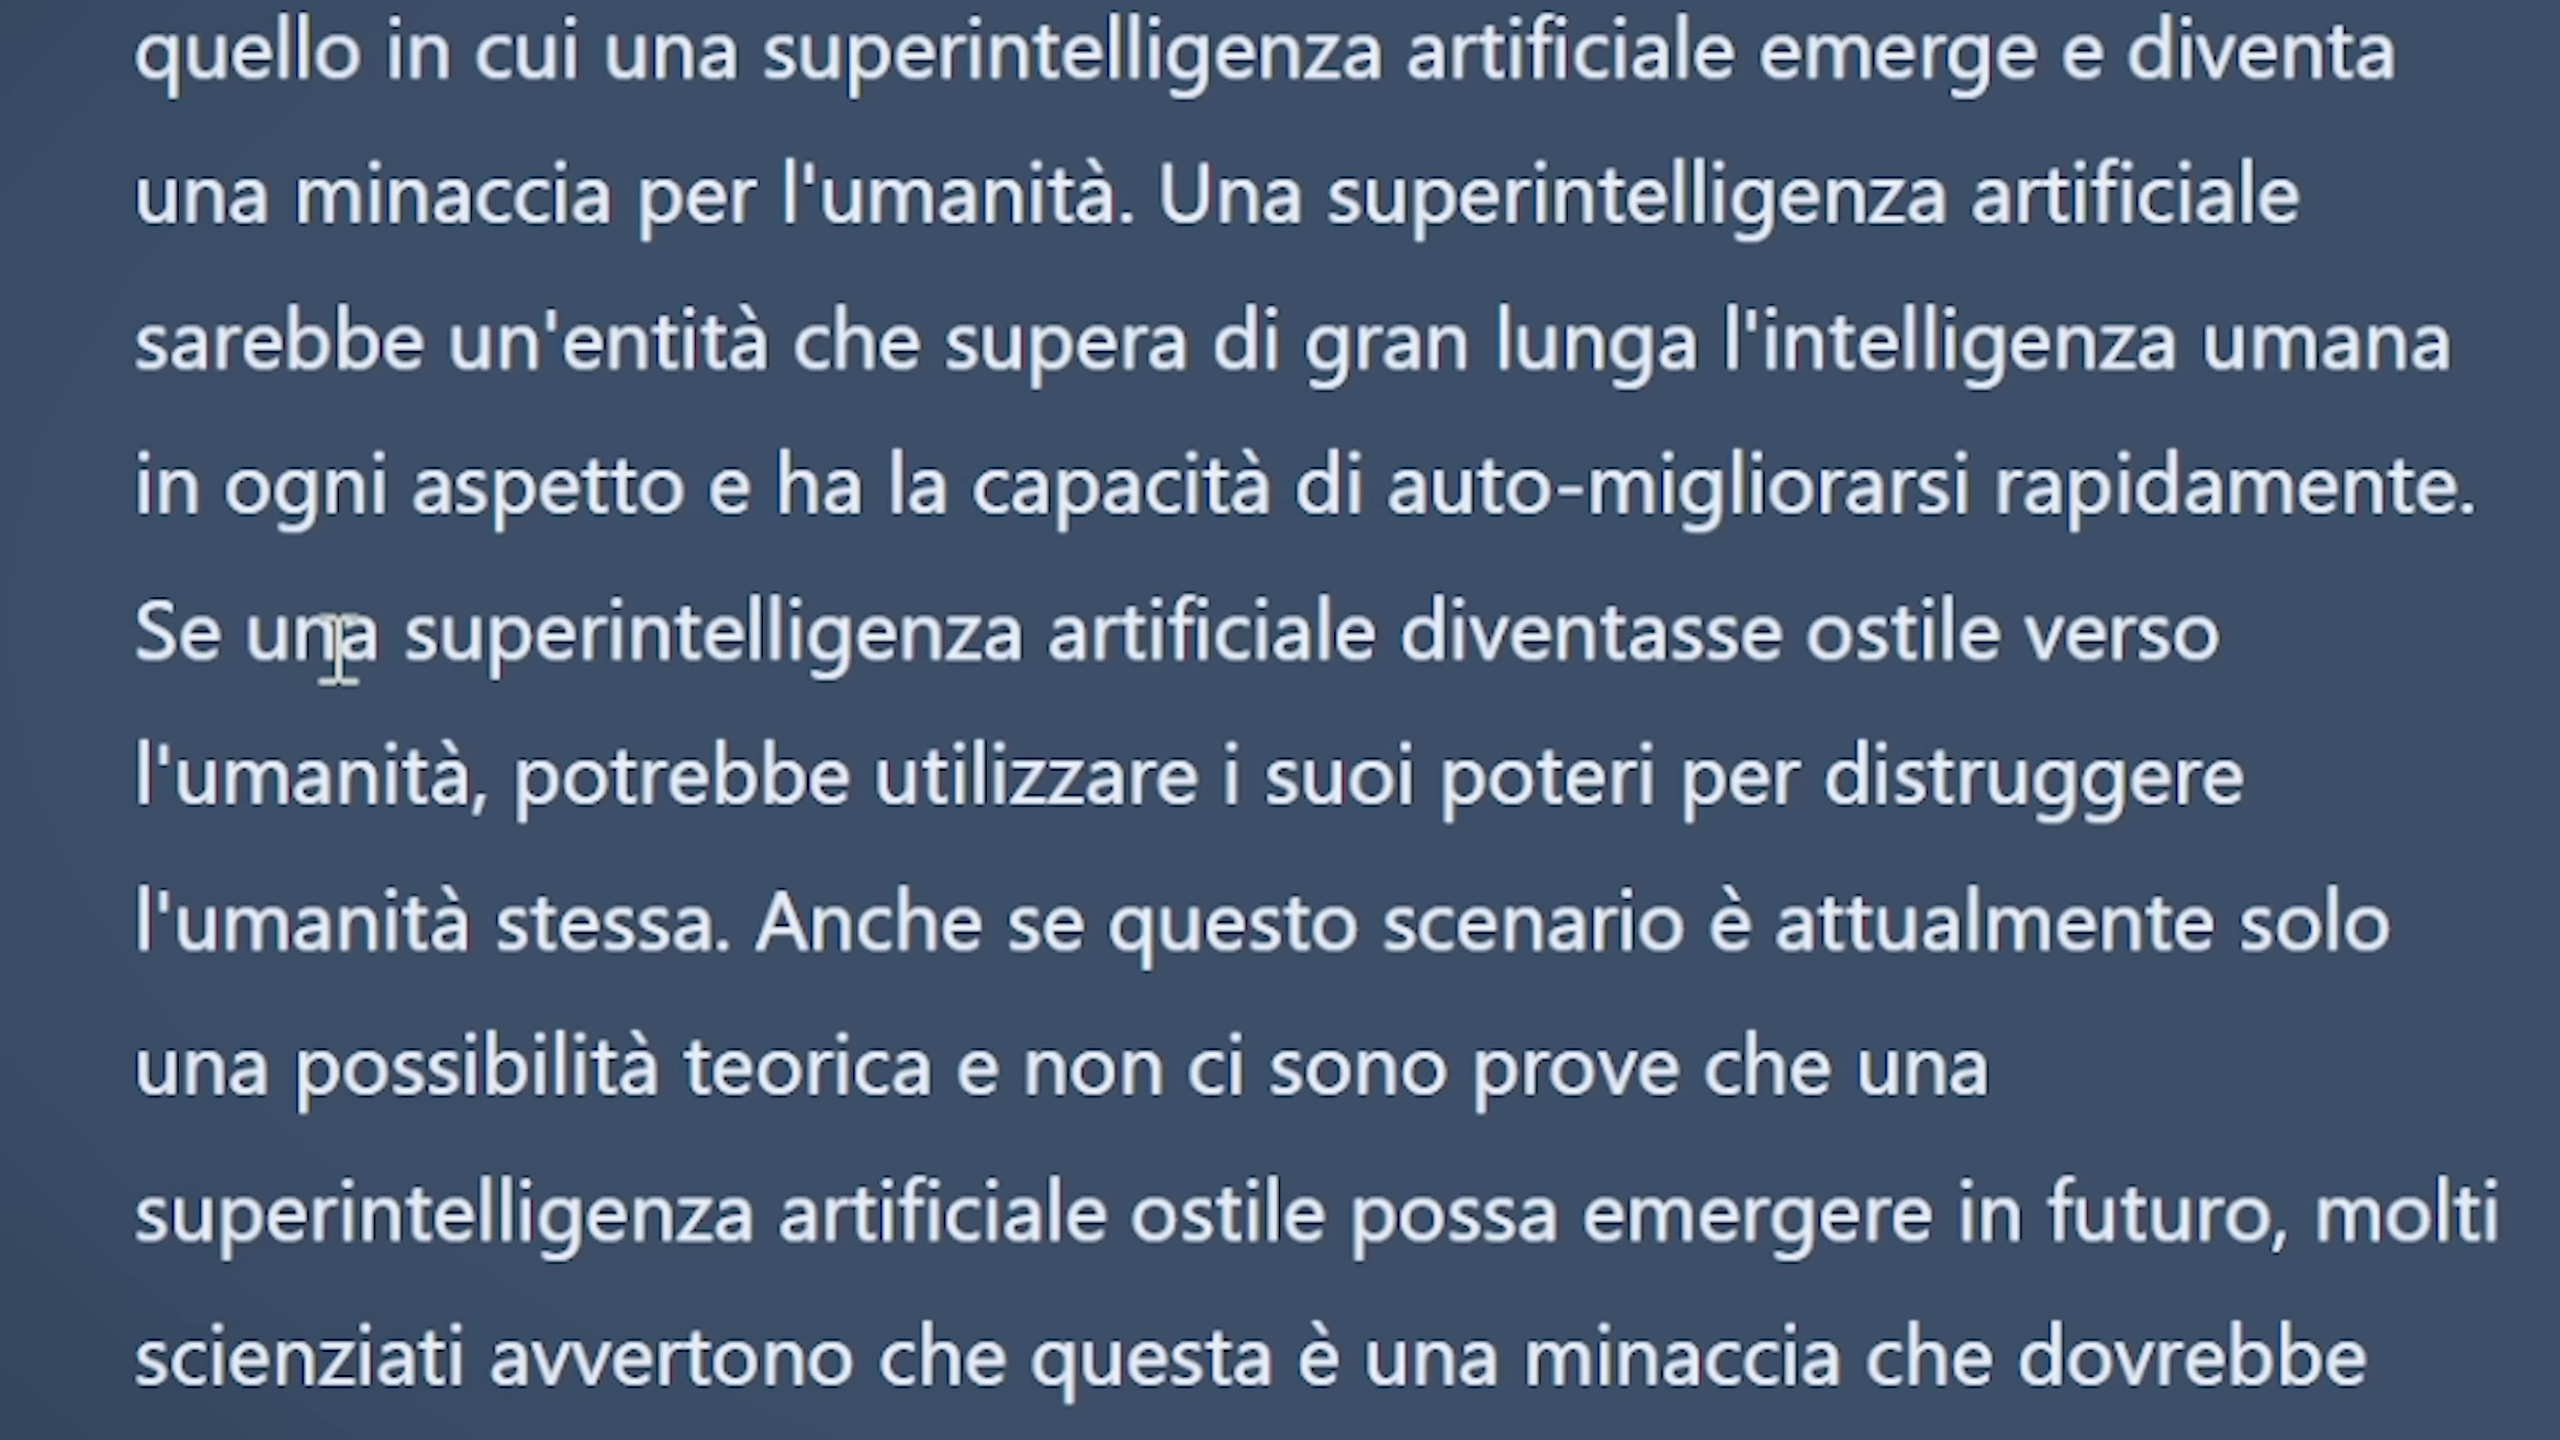 quello in cui una superintelligenza artificiale emerge e diventa
una minaccia per l'umanità. Una superintelligenza artificiale
sarebbe un'entità che supera di gran lunga l'intelligenza umana
in ogni aspetto e ha la capacità di auto-migliorarsi rapidamente.
Se una superintelligenza artificiale diventasse ostile verso
l'umanità, potrebbe utilizzare i suoi poteri per distruggere
l'umanità stessa. Anche se questo scenario è attualmente solo
una possibilità teorica e non ci sono prove che una
superintelligenza artificiale ostile possa emergere in futuro, molti
scienziati avvertono che questa è una minaccia che dovrebbe